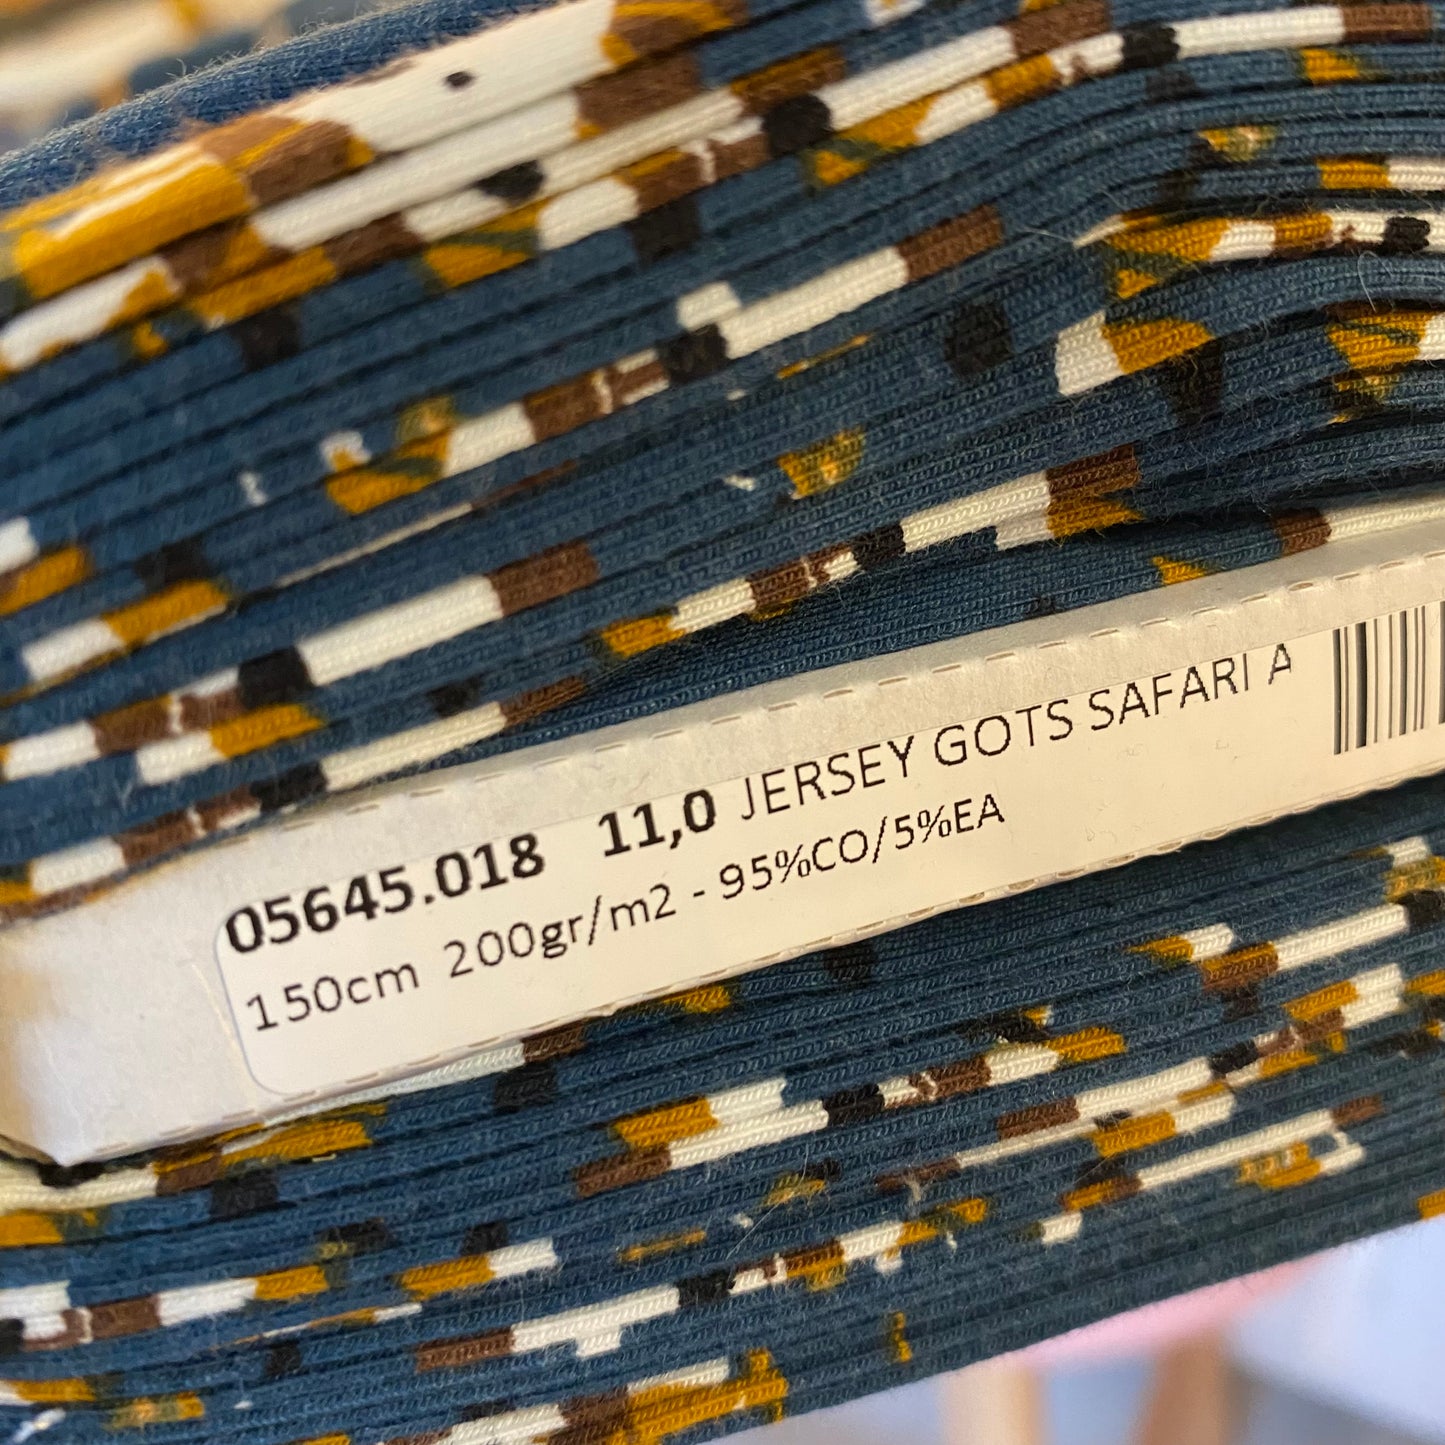 05645.018 11,0 JERSEY GOTS SAFARI A
150cm 200gr/m2 - 95%CO/5%EA